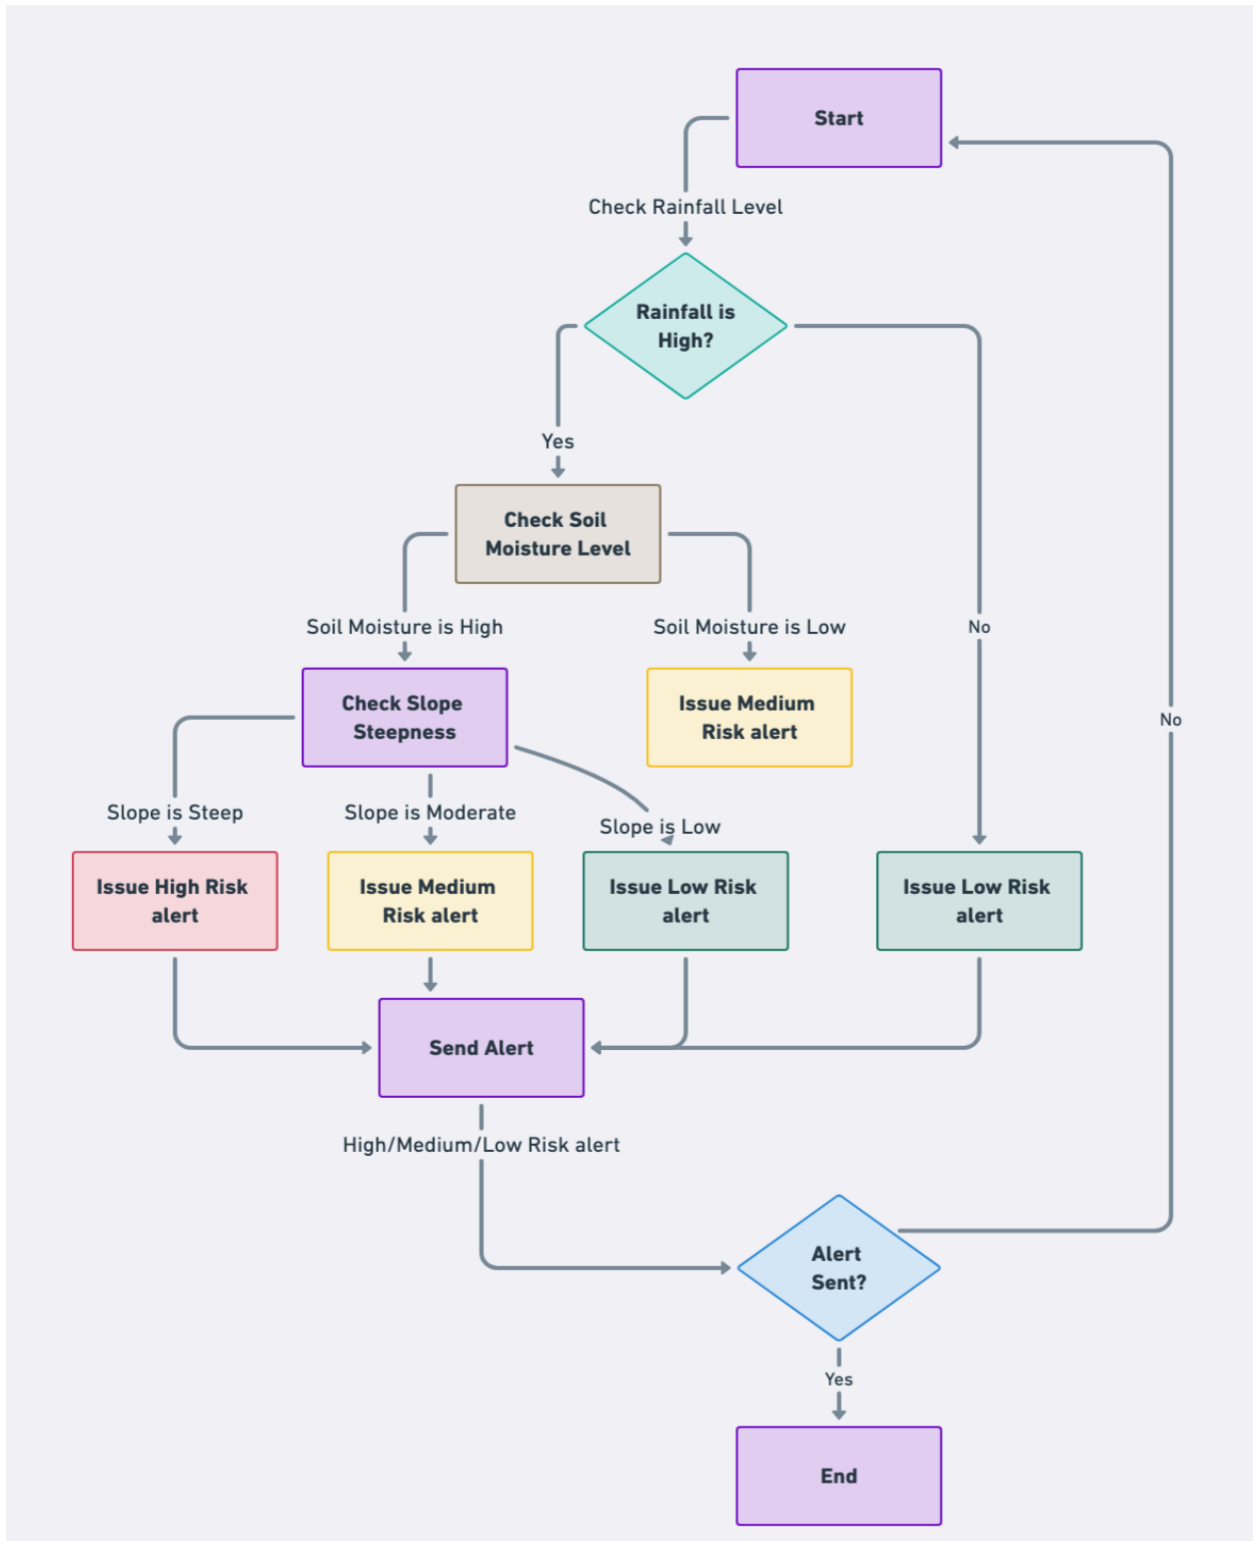 Start
Check Rainfall Level
Rainfall is
High?
Yes
Check Soil
Moisture Level
Soil Moisture is High
Soil Moisture is Low
No
Check Slope
Steepness
Issue Medium
Risk alert
No
Slope is Steep
Slope is Moderate
Slope is Low
Issue High Risk
alert
Issue Medium
Risk alert
Issue Low Risk
alert
Issue Low Risk
alert
Send Alert
High/Medium/Low Risk alert
Alert
Sent?
Yes
End